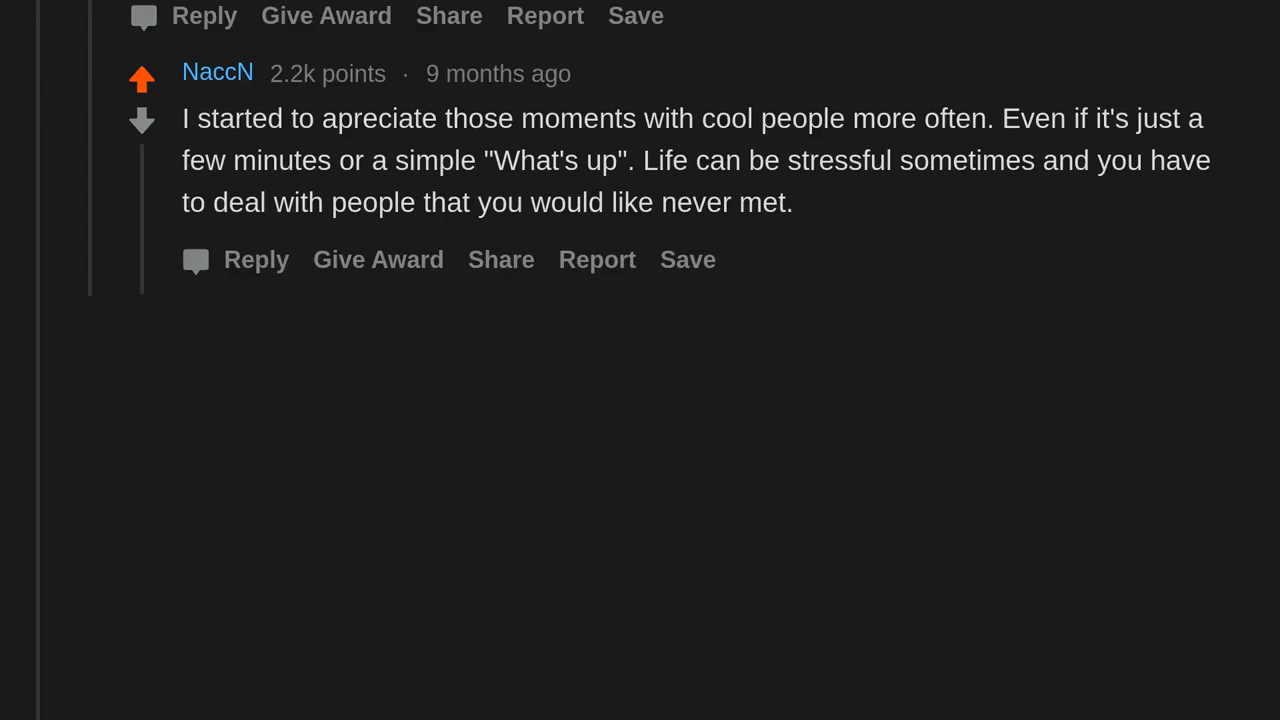 Reply Give Award Share Report Save
NaccN 2.2k points · 9 months ago
I started to apreciate those moments with cool people more often. Even if it's just a
few minutes or a simple "What's up". Life can be stressful sometimes and you have
to deal with people that you would like never met.
Reply Give Award Share Report Save